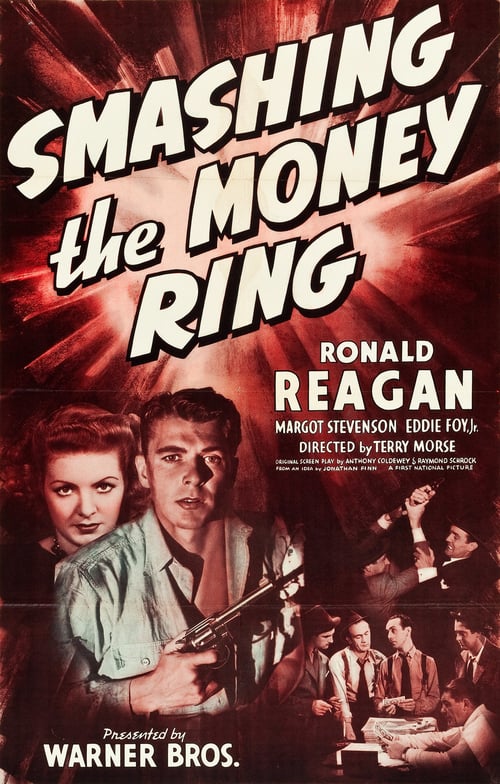 SMASHING
the MONEY
RING
RONALD
REAGAN
MARGOT STEVENSON EDDIE FOY, Jr.
DIRECTED by TERRY MORSE
ORIGINAL SCREEN PLAY by ANTHONY COLDEWEY & RAYMOND SCHROCK
FROM AN IDEA by JONATHAN FINN A FIRST NATIONAL PICTURE
Presented by
WARNER BROS.